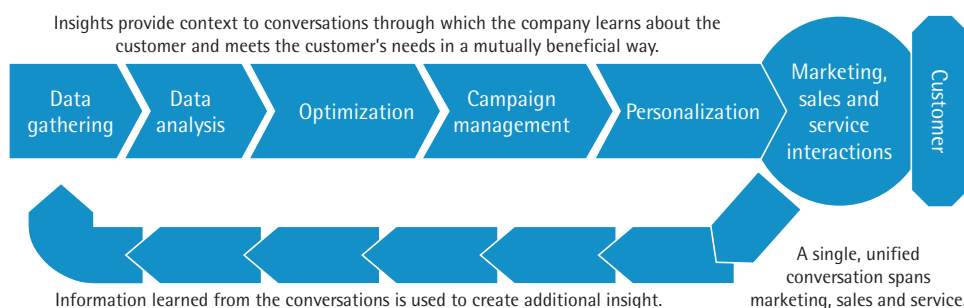 Insights provide context to conversations through which the company learns about the
customer and meets the customer's needs in a mutually beneficial way.
Data
gathering
Data
analysis
Optimization
Campaign
management
Personalization
Marketing,
sales and
service
interactions
Customer
Information learned from the conversations is used to create additional insight.
A single, unified
conversation spans
marketing, sales and service.